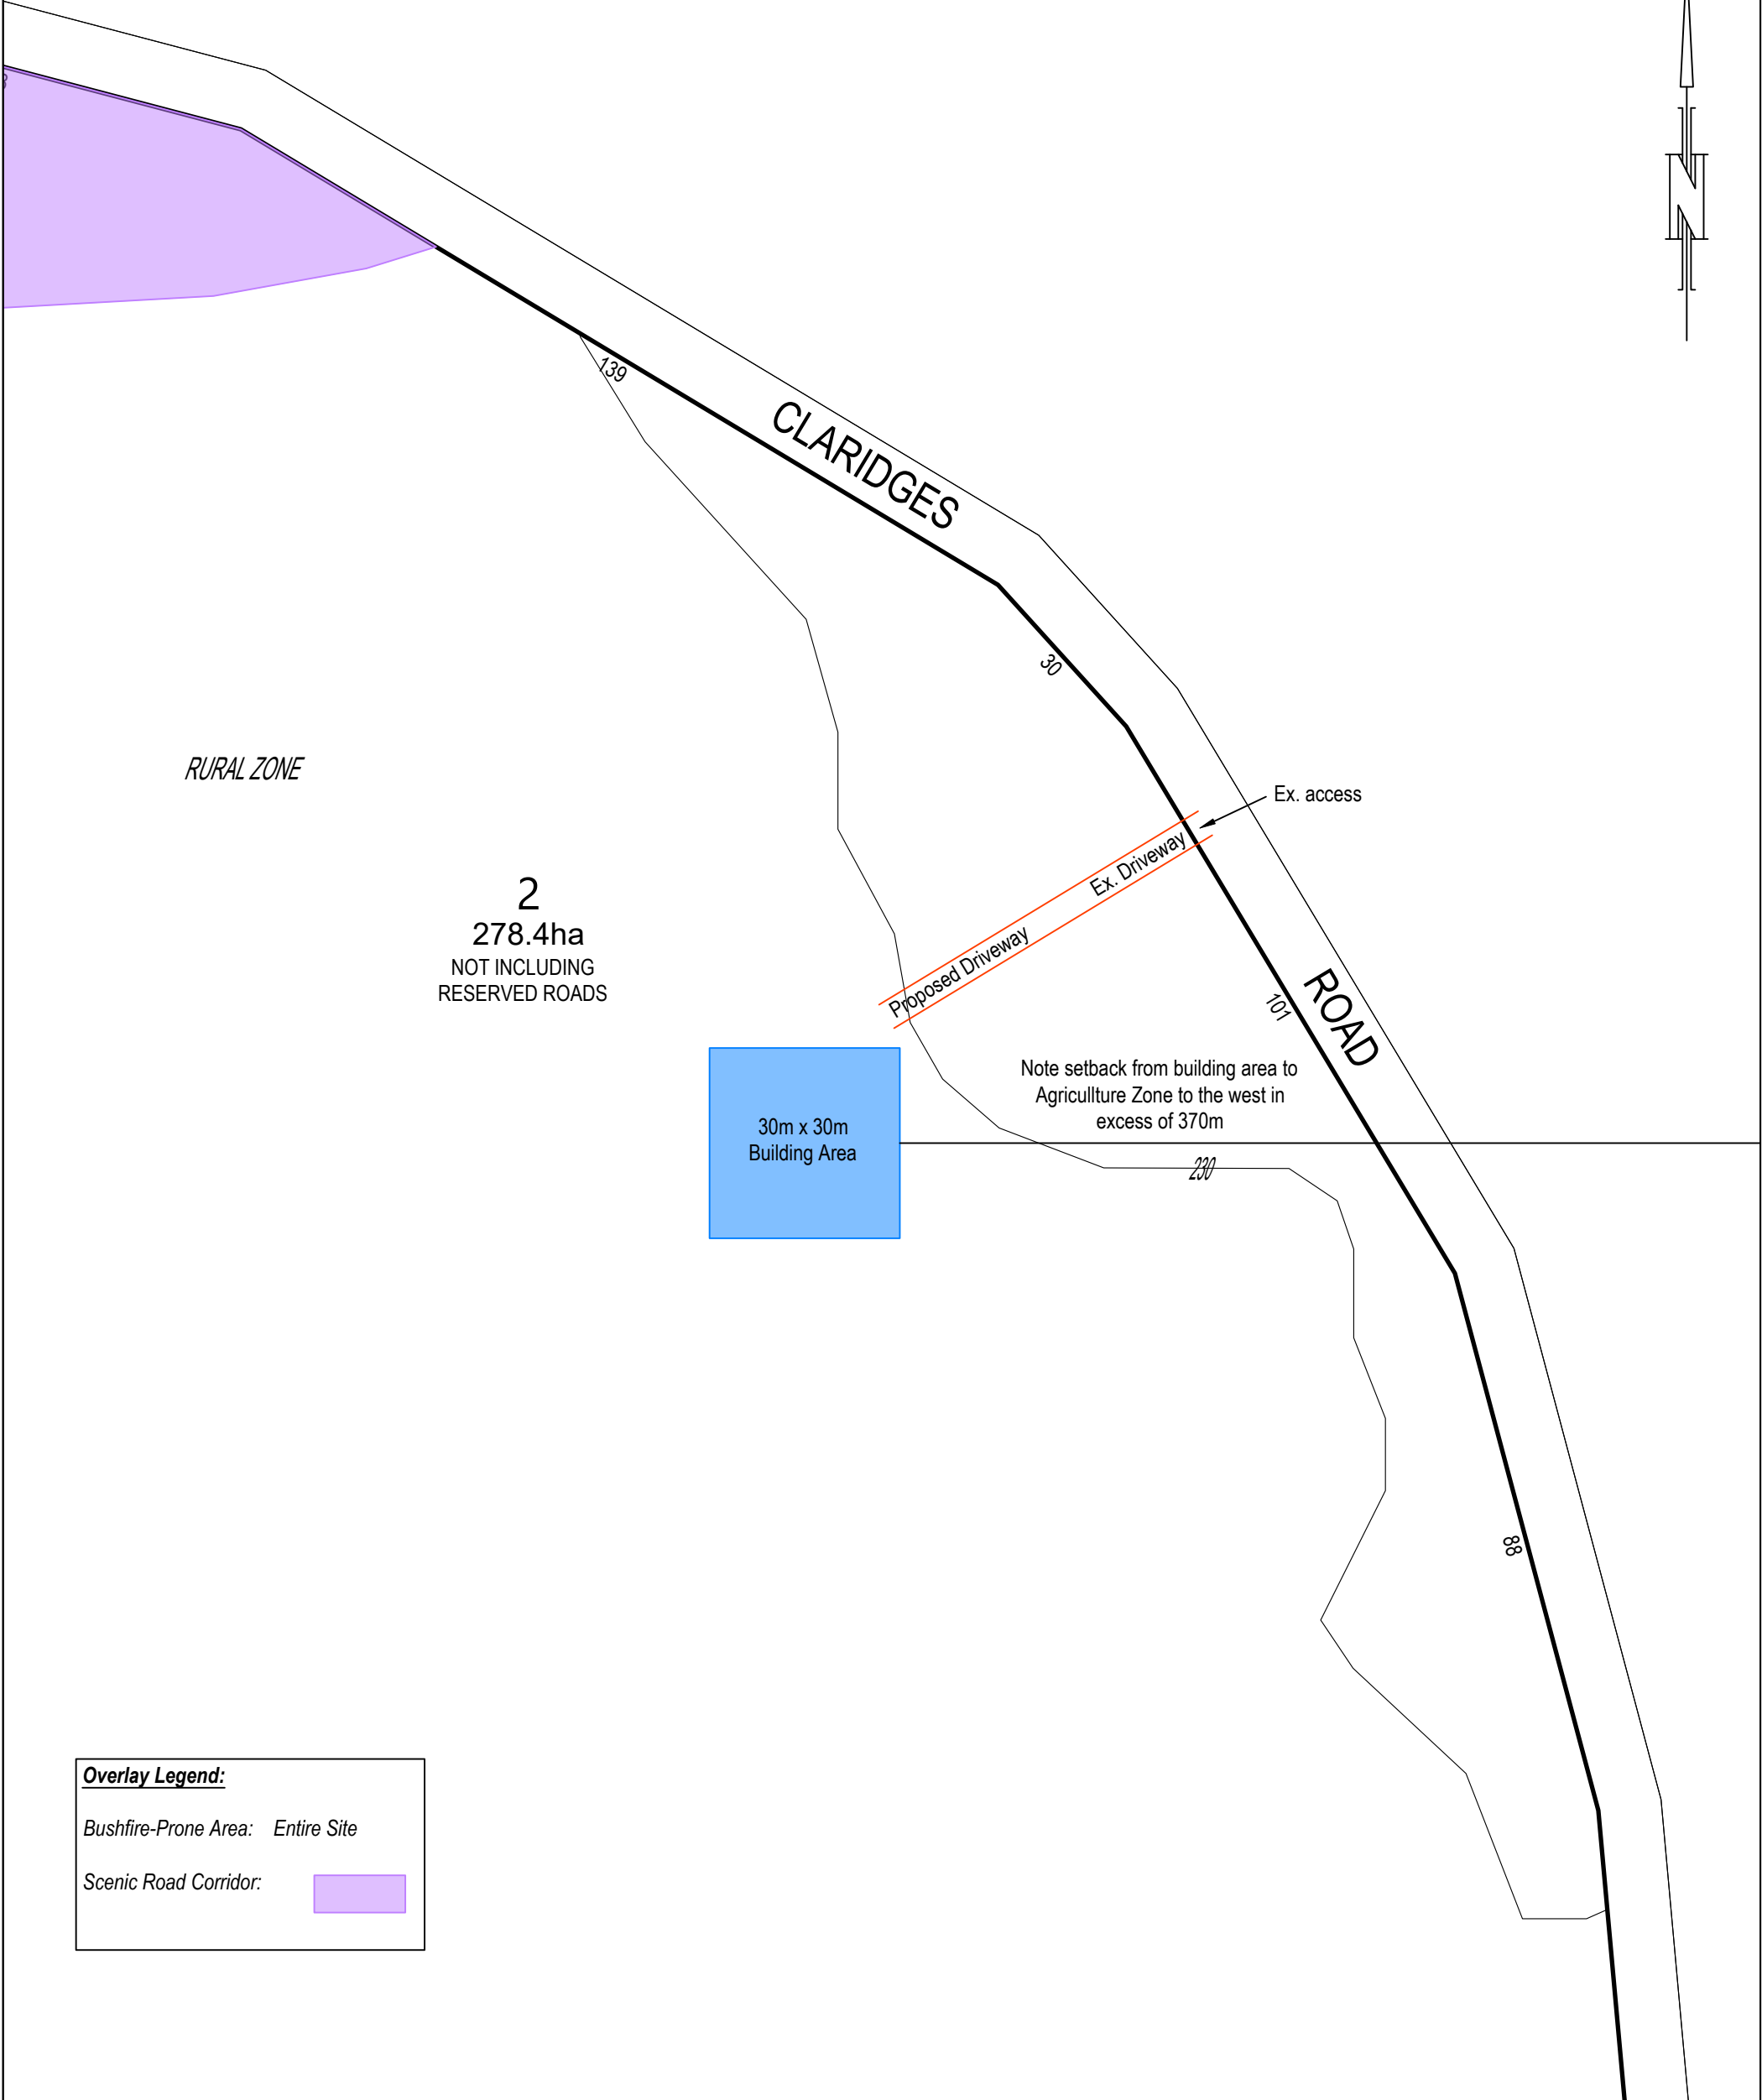 N
139
CLARIDGES
30
RURAL ZONE
Ex. access
Ex. Driveway
2
278.4ha
NOT INCLUDING
RESERVED ROADS
Proposed Driveway
101
ROAD
Note setback from building area to
Agricullture Zone to the west in
excess of 370m
30m x 30m
Building Area
230
88
Overlay Legend:
Bushfire-Prone Area: Entire Site
Scenic Road Corridor: